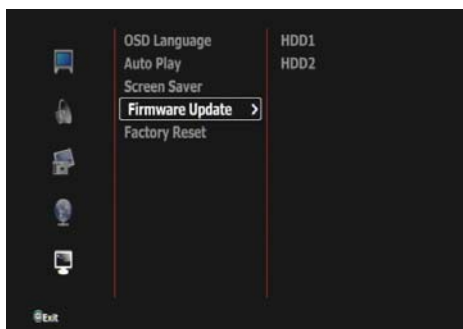 OSD Language
Auto Play
Screen Saver
Firmware Update >
Factory Reset
HDD1
HDD2
Exit